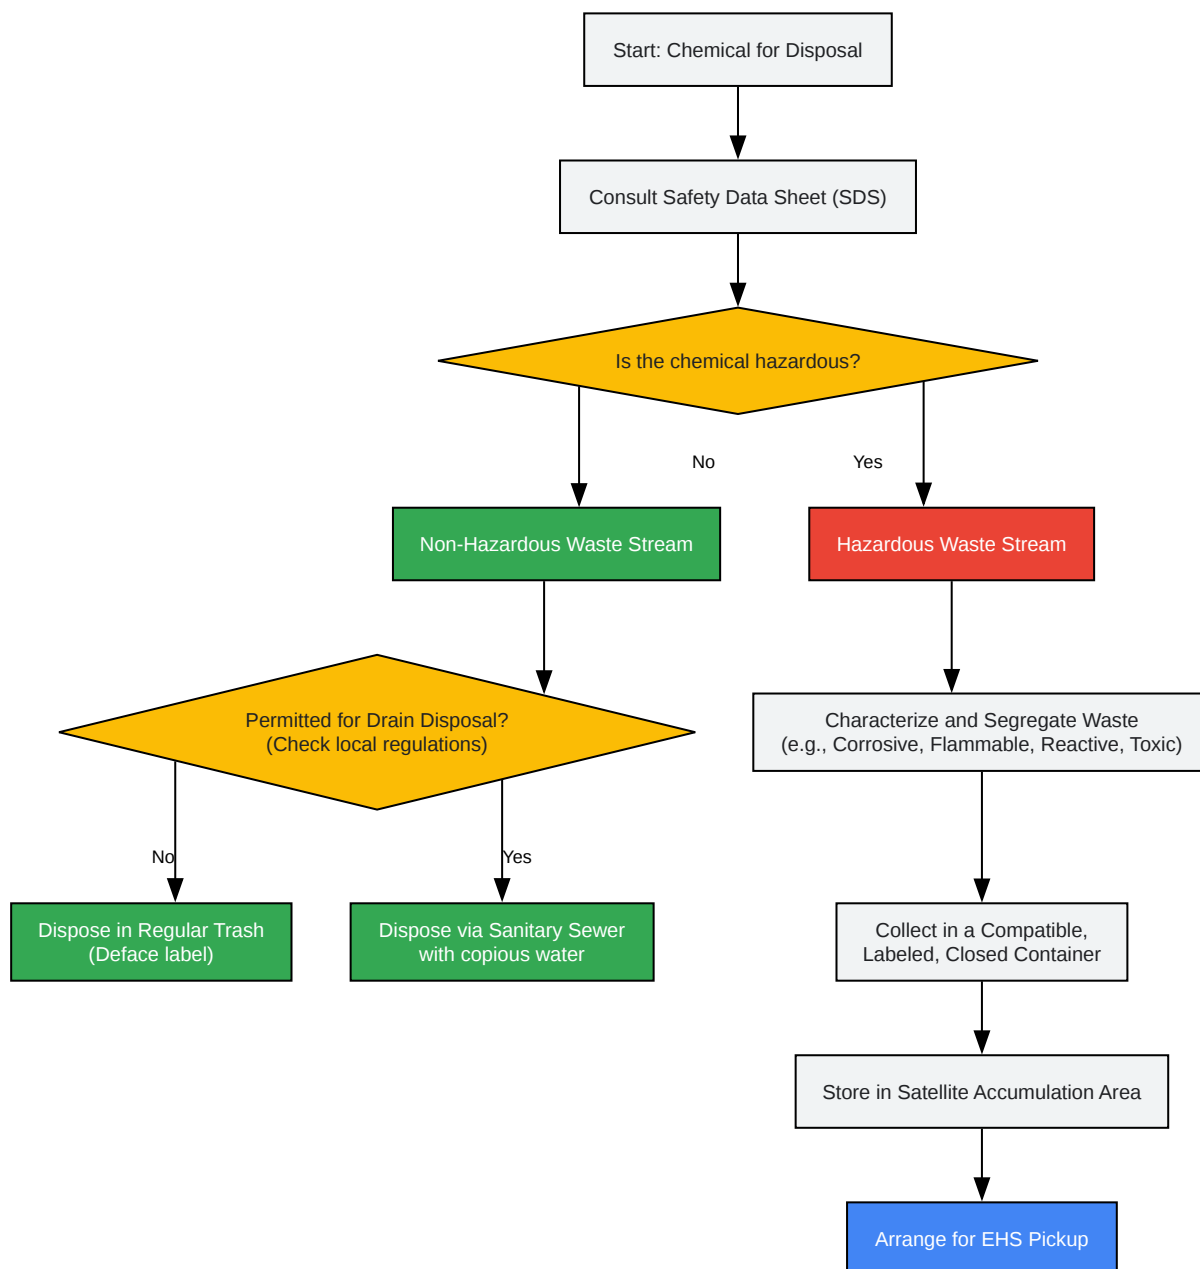 Start: Chemical for Disposal
Consult Safety Data Sheet (SDS)
Is the chemical hazardous?
No
Yes
Non-Hazardous Waste Stream
Hazardous Waste Stream
Permitted for Drain Disposal?
(Check local regulations)
Characterize and Segregate Waste
(e.g., Corrosive, Flammable, Reactive, Toxic)
No
Yes
Dispose in Regular Trash
(Deface label)
Dispose via Sanitary Sewer
with copious water
Collect in a Compatible,
Labeled, Closed Container
Store in Satellite Accumulation Area
Arrange for EHS Pickup